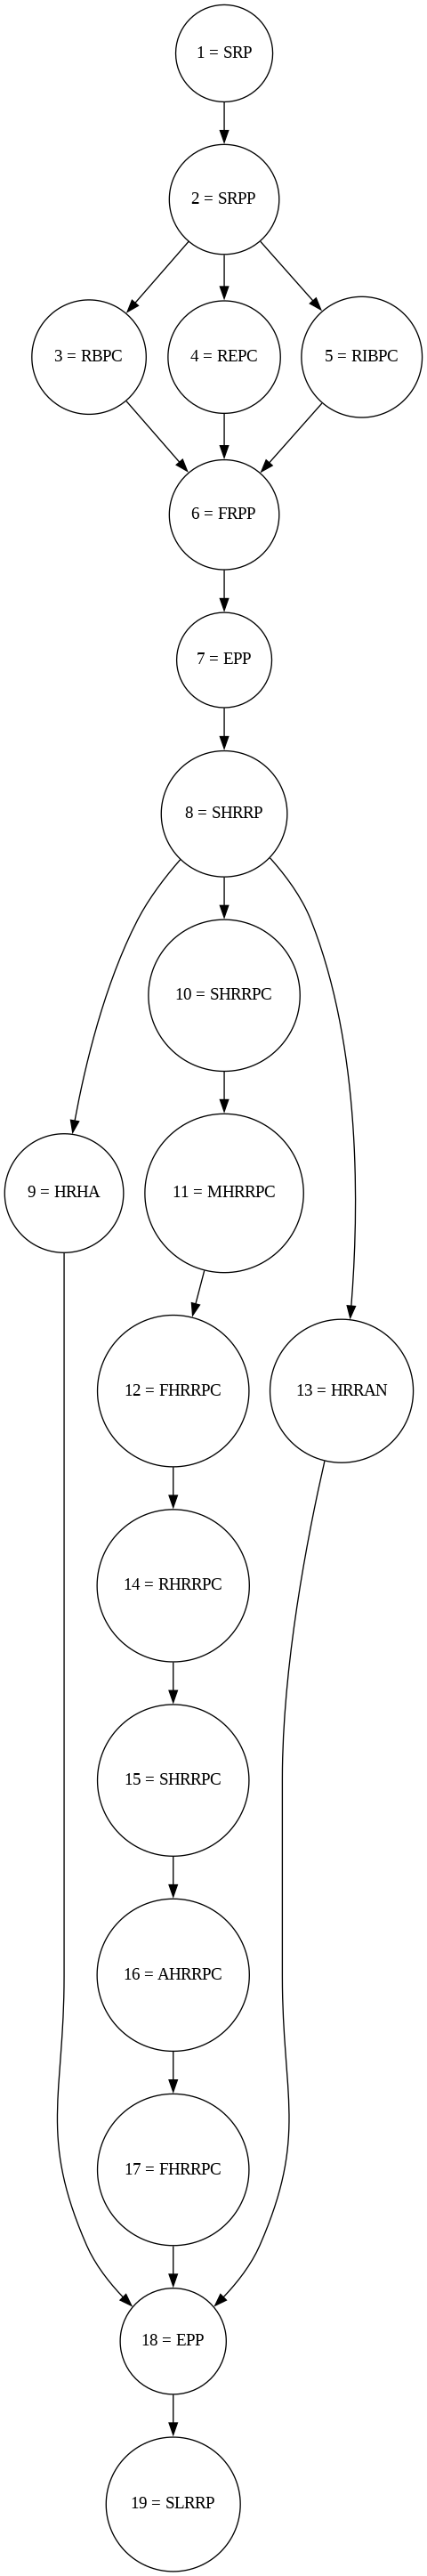 1 = SRP
2 = SRPP
3 = RBPC
4 = REPC
5 = RIBPC
6 = FRPP
7 = EPP
8 = SHRRP
10 = SHRRPC
9 = HRHA
11 = MHRRPC
12 = FHRRPC
13 = HRRAN
14 = RHRRPC
15 = SHRRPC
16 = AHRRPC
17 = FHRRPC
18 = EPP
19 = SLRRP